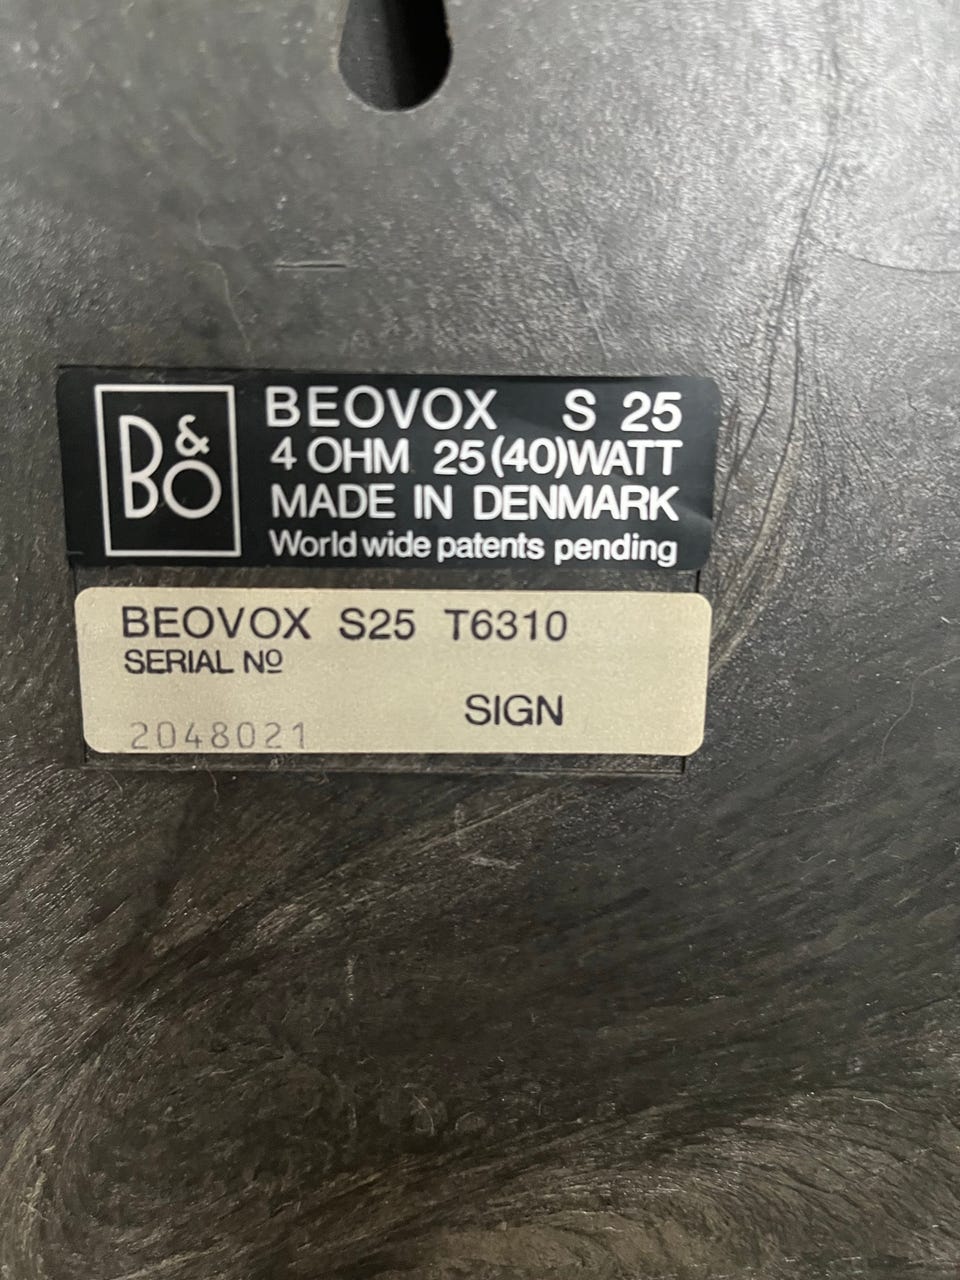 B&O
BEOVOX S 25
4 OHM 25(40)WATT
MADE IN DENMARK
World wide patents pending
BEOVOX S25 T6310
SERIAL Nº
SIGN
2048021